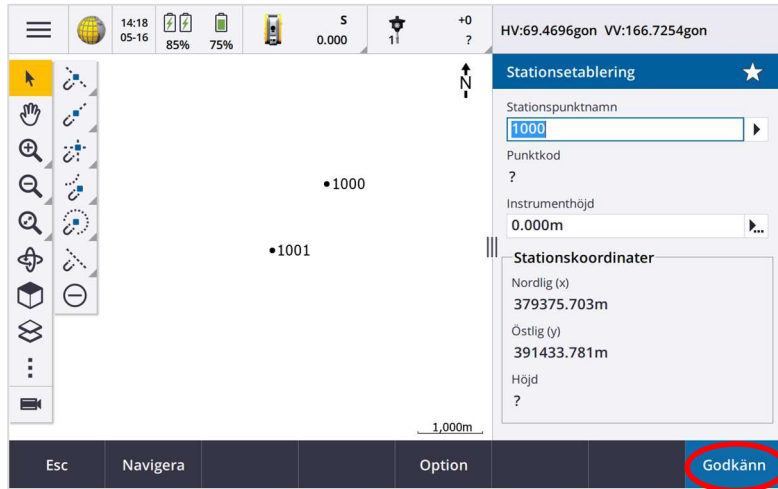 14:18
05-16
85%
75%
S
0.000
1
+0
?
HV:69.4696gon VV:166.7254gon
N
Stationsetablering
Stationspunktnamn
1000
Punktkod
?
Instrumenthöjd
0.000m
Stationskoordinater
Nordlig (x)
379375.703m
Östlig (y)
391433.781m
Höjd
?
1000
1001
1,000m
Esc
Navigera
Option
Godkänn